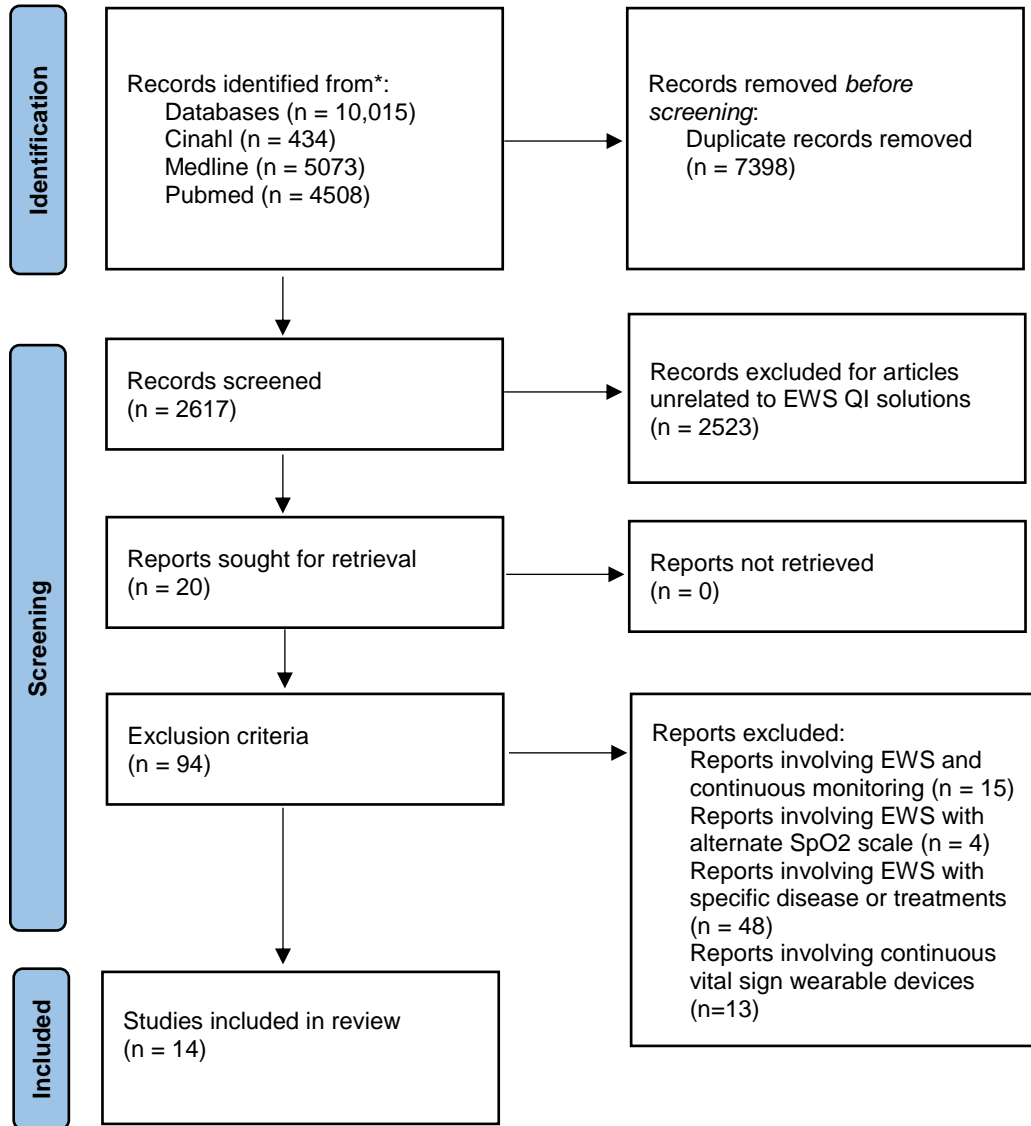 Identification
Records identified from*:
Databases (n = 10,015)
Cinahl (n = 434)
Medline (n = 5073)
Pubmed (n = 4508)
Records removed before
screening:
Duplicate records removed
(n = 7398)
Screening
Records screened
(n = 2617)
Records excluded for articles
unrelated to EWS QI solutions
(n = 2523)
Reports sought for retrieval
(n = 20)
Reports not retrieved
(n = 0)
Exclusion criteria
(n = 94)
Reports excluded:
Reports involving EWS and
continuous monitoring (n = 15)
Reports involving EWS with
alternate SpO2 scale (n = 4)
Reports involving EWS with
specific disease or treatments
(n = 48)
Reports involving continuous
vital sign wearable devices
(n=13)
Included
Studies included in review
(n = 14)